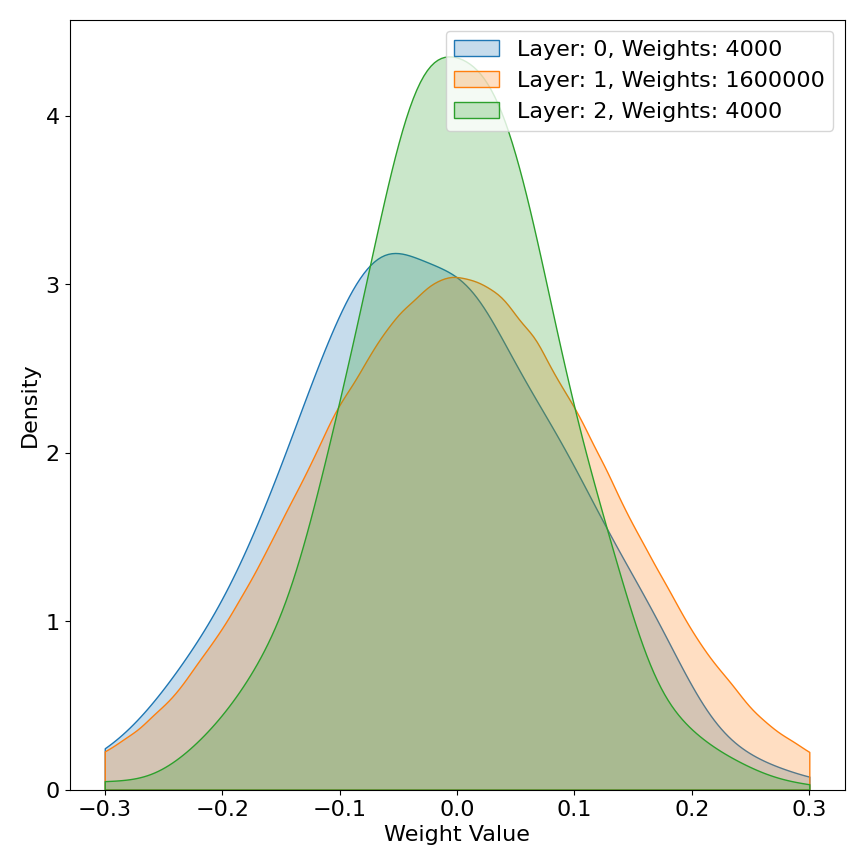 Layer: 0, Weights: 4000
Layer: 1, Weights: 1600000
Layer: 2, Weights: 4000
Density
4
3
2
1
0
−0.3 −0.2 −0.1 0.0 0.1 0.2 0.3
Weight Value